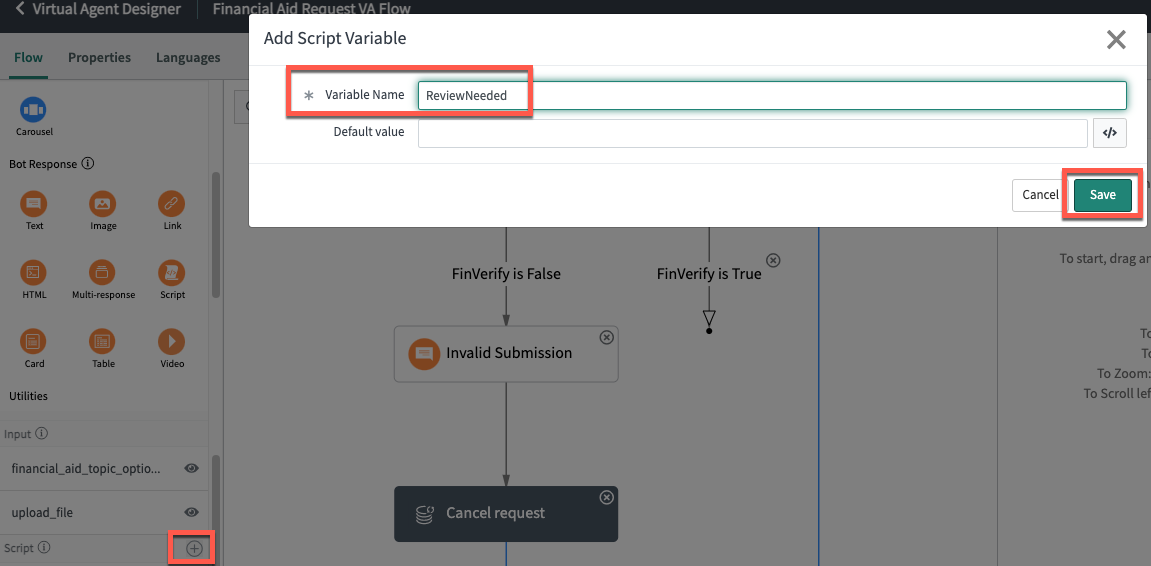 Virtual Agent Designer
Financial Aid Request VA Flow
Flow
Properties
Languages
Add Script Variable
* Variable Name
ReviewNeeded
Default value
</>
Cancel
Save
Carousel
Bot Response
Text
Image
Link
HTML
Multi-response
Script
Card
Table
Video
Utilities
Input
financial_aid_topic_optio...
upload_file
Script
FinVerify is False
FinVerify is True
Invalid Submission
Cancel request
To start, drag an
To Zoom:
To Scroll lef